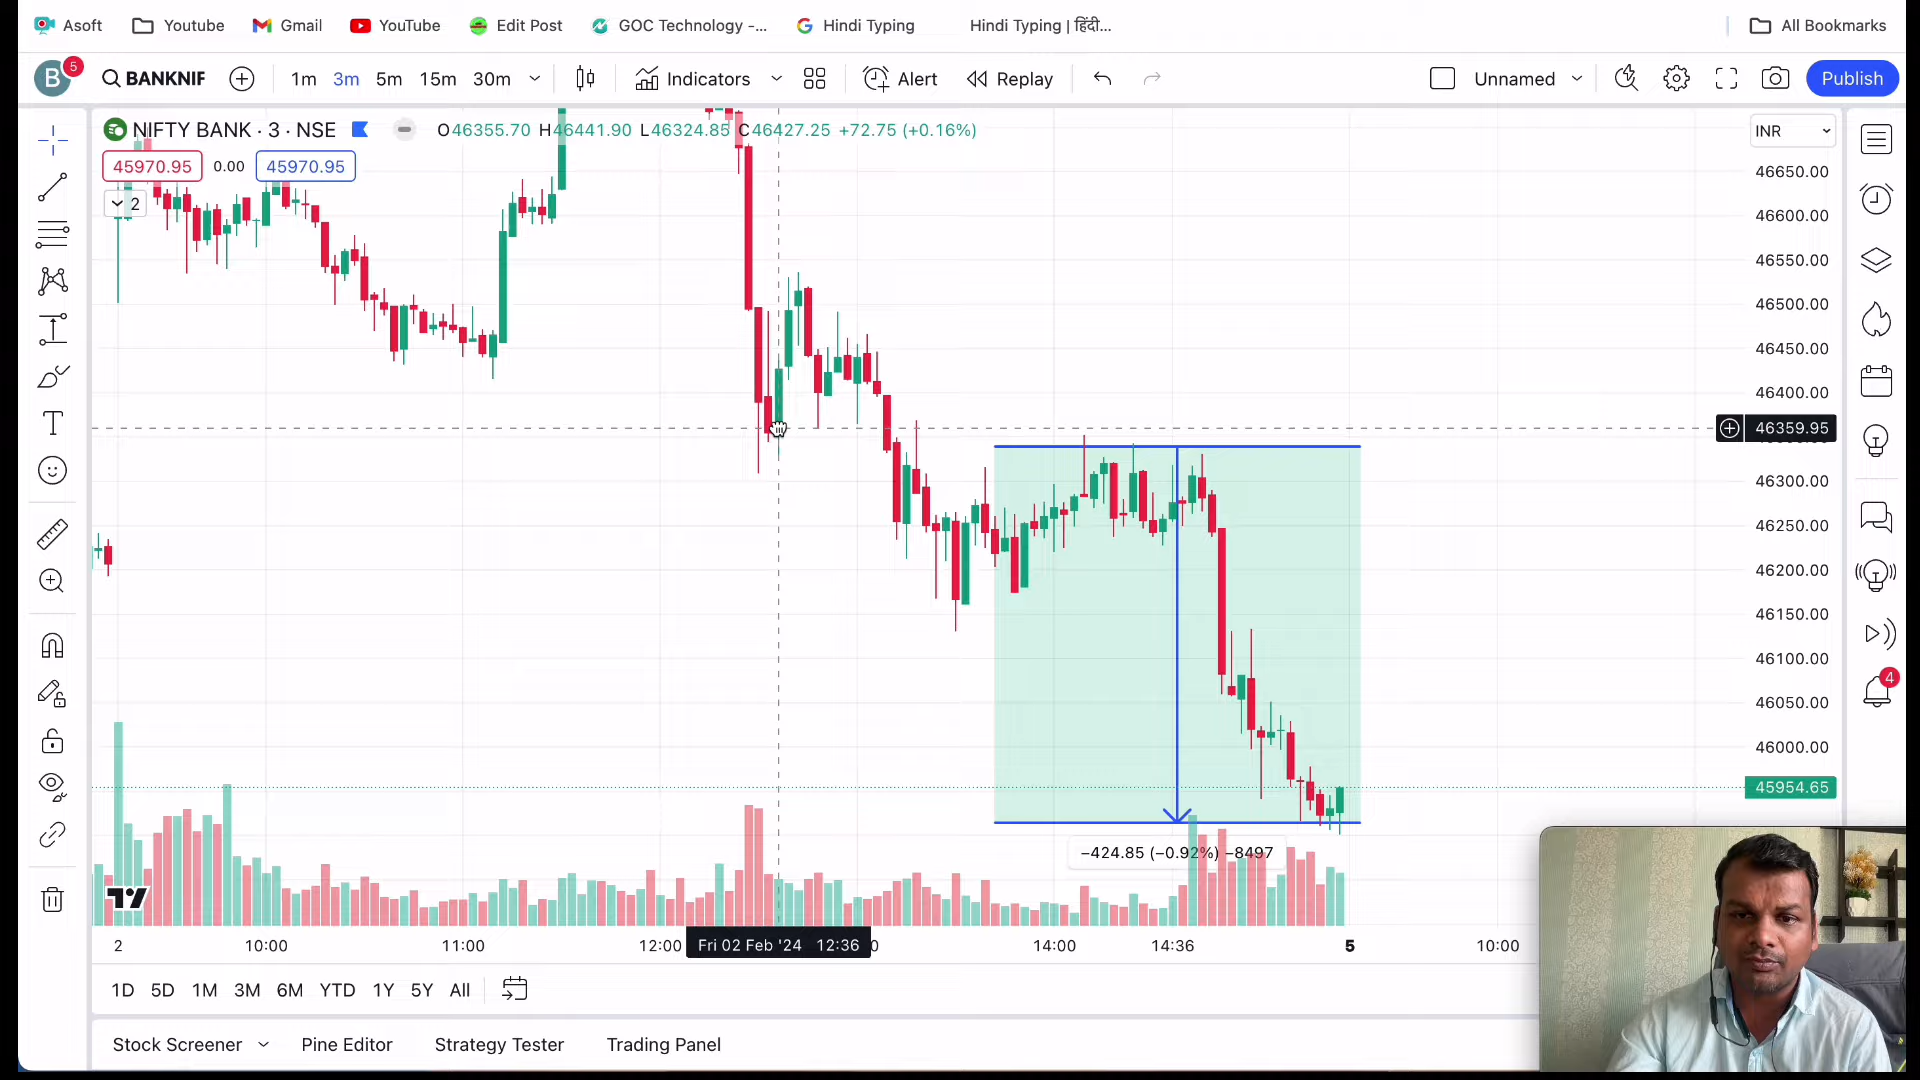 Asoft Youtube Gmail YouTube Edit Post GOC Technology -... Hindi Typing Hindi Typing | हिंदी... All Bookmarks
B 5 BANKNIF 1m 3m 5m 15m 30m Indicators Alert Replay Unnamed Publish
NIFTY BANK · 3 · NSE O46355.70 H46441.90 L46324.85 C46427.25 +72.75 (+0.16%) INR
45970.95 0.00 45970.95
2
46650.00
46600.00
46550.00
46500.00
46450.00
46400.00
46359.95
46300.00
46250.00
46200.00
46150.00
46100.00
46050.00
46000.00
45954.65
4
−424.85 (−0.92%) −8497
2 10:00 11:00 12:00 Fri 02 Feb '24 12:36 14:00 14:36 5 10:00
1D 5D 1M 3M 6M YTD 1Y 5Y All
Stock Screener Pine Editor Strategy Tester Trading Panel